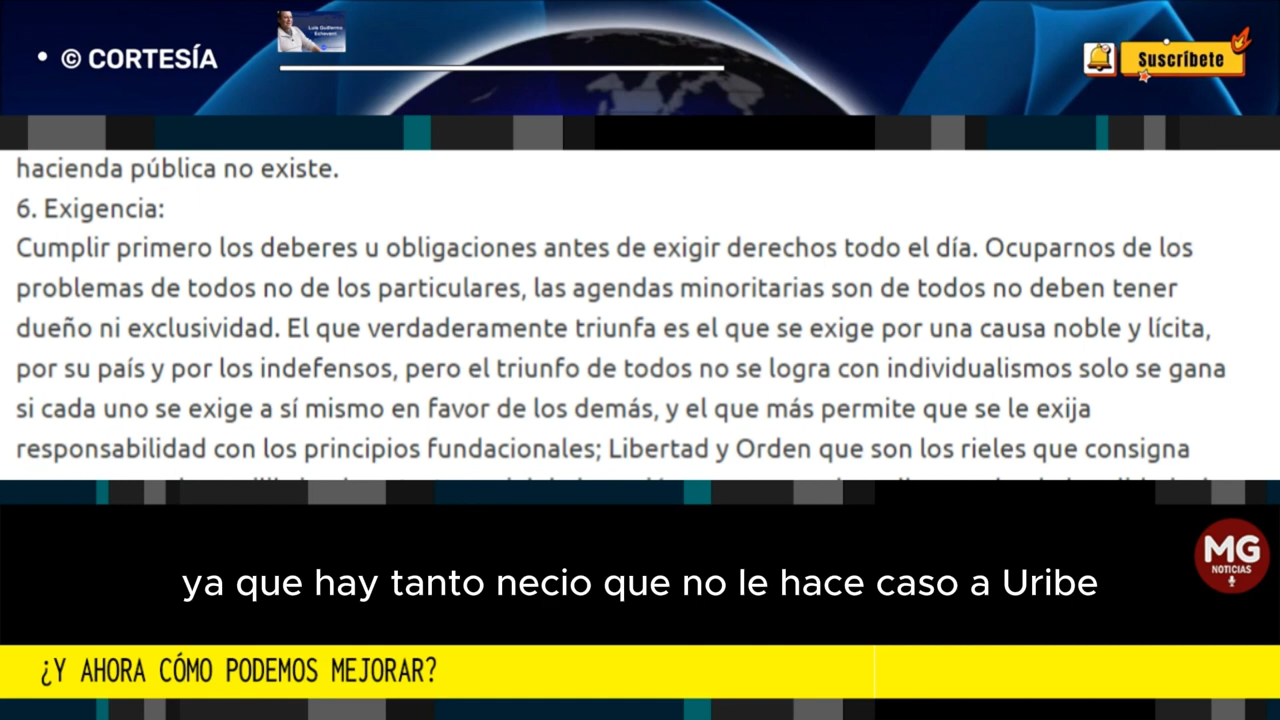 • © CORTESÍA
Luis Guillermo
Echeverri
Suscríbete
hacienda pública no existe.
6. Exigencia:
Cumplir primero los deberes u obligaciones antes de exigir derechos todo el día. Ocuparnos de los
problemas de todos no de los particulares, las agendas minoritarias son de todos no deben tener
dueño ni exclusividad. El que verdaderamente triunfa es el que se exige por una causa noble y lícita,
por su país y por los indefensos, pero el triunfo de todos no se logra con individualismos solo se gana
si cada uno se exige a sí mismo en favor de los demás, y el que más permite que se le exija
responsabilidad con los principios fundacionales; Libertad y Orden que son los rieles que consigna
ya que hay tanto necio que no le hace caso a Uribe
MG
NOTICIAS
¿Y AHORA CÓMO PODEMOS MEJORAR?